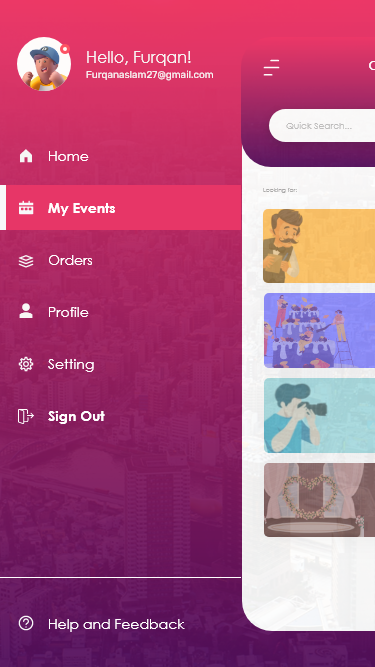 Hello, Furqan!
Furqanaslam27@gmail.com
Quick Search...
Looking for:
Home
My Events
Orders
Profile
Setting
Sign Out
Help and Feedback